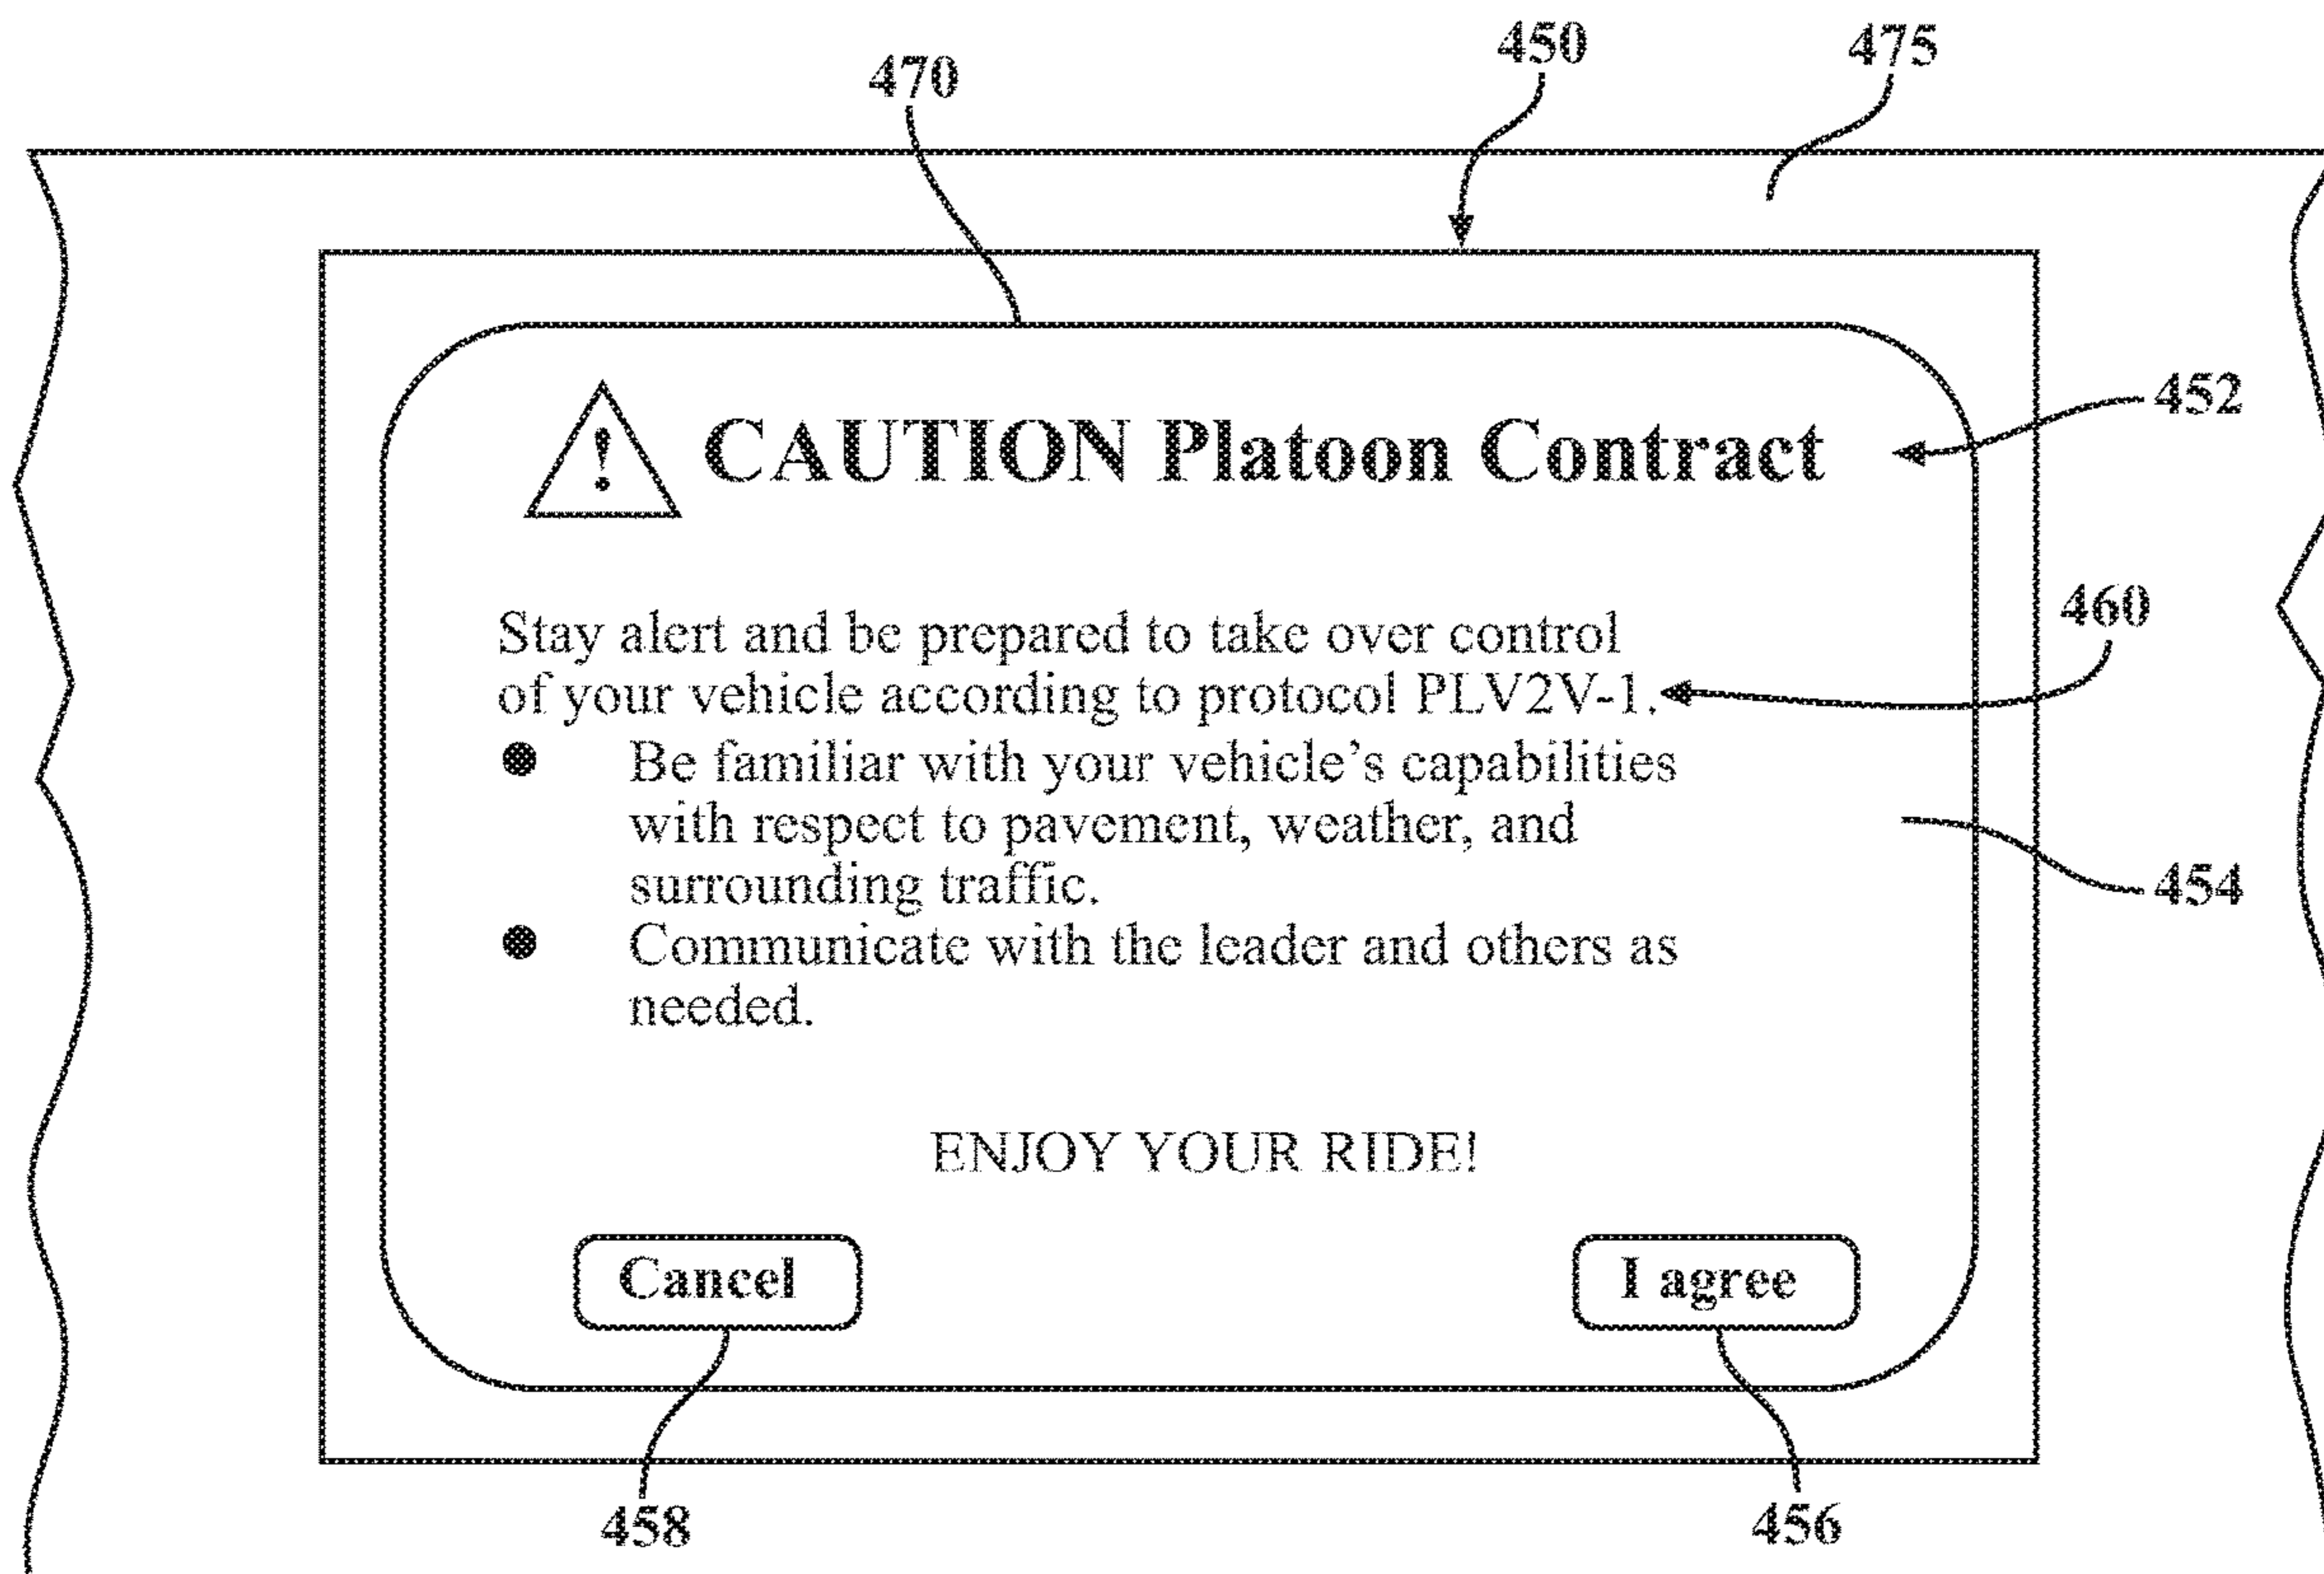 470
450
475
! CAUTION Platoon Contract
452
Stay alert and be prepared to take over control
of your vehicle according to protocol PLV2V-1.
460
● Be familiar with your vehicle’s capabilities
with respect to pavement, weather, and
surrounding traffic.
454
● Communicate with the leader and others as
needed.
ENJOY YOUR RIDE!
Cancel
I agree
458
456